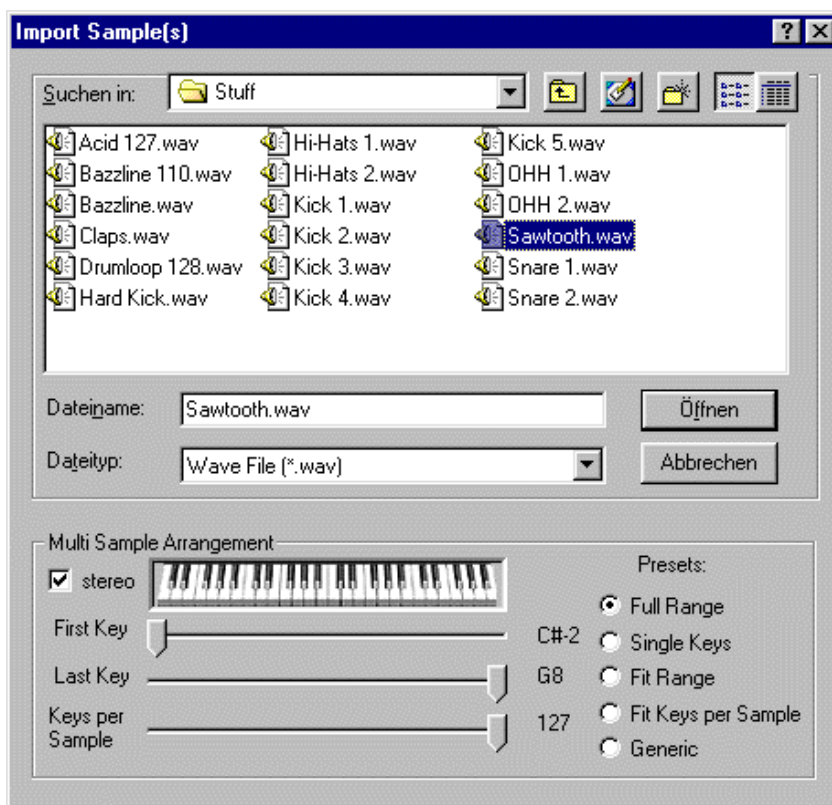 Import Sample(s)
Suchen in: Stuff
Acid 127.wav
Bazzline 110.wav
Bazzline.wav
Claps.wav
Drumloop 128.wav
Hard Kick.wav
Hi-Hats 1.wav
Hi-Hats 2.wav
Kick 1.wav
Kick 2.wav
Kick 3.wav
Kick 4.wav
Kick 5.wav
OHH 1.wav
OHH 2.wav
Sawtooth.wav
Snare 1.wav
Snare 2.wav
Dateiname: Sawtooth.wav Öffnen
Dateityp: Wave File (*.wav) Abbrechen
Multi Sample Arrangement
stereo
First Key C#-2
Last Key G8
Keys per
Sample 127
Presets:
Full Range
Single Keys
Fit Range
Fit Keys per Sample
Generic